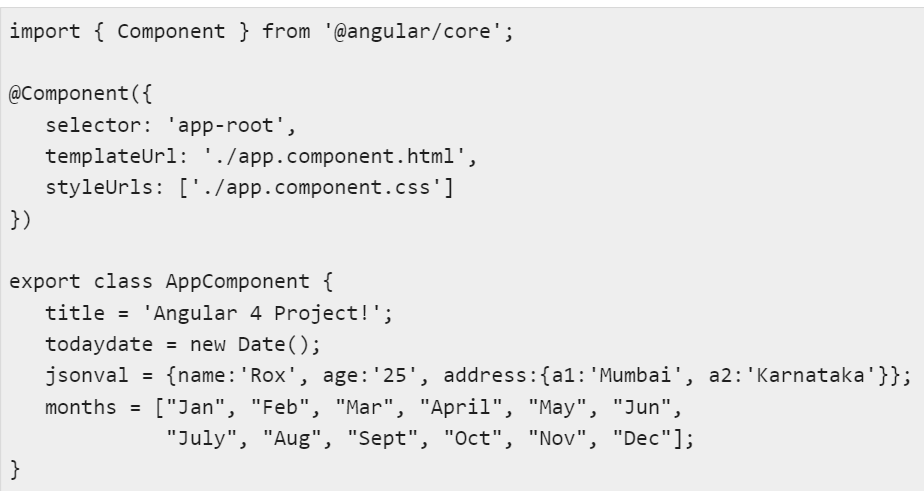 import { Component } from '@angular/core';
@Component({
selector: 'app-root',
templateUrl: './app.component.html',
styleUrls: ['./app.component.css']
})
export class AppComponent {
title = 'Angular 4 Project!';
todaydate = new Date();
jsonval = {name:'Rox', age:'25', address:{a1:'Mumbai', a2:'Karnataka'}};
months = ["Jan", "Feb", "Mar", "April", "May", "Jun",
"July", "Aug", "Sept", "Oct", "Nov", "Dec"];
}